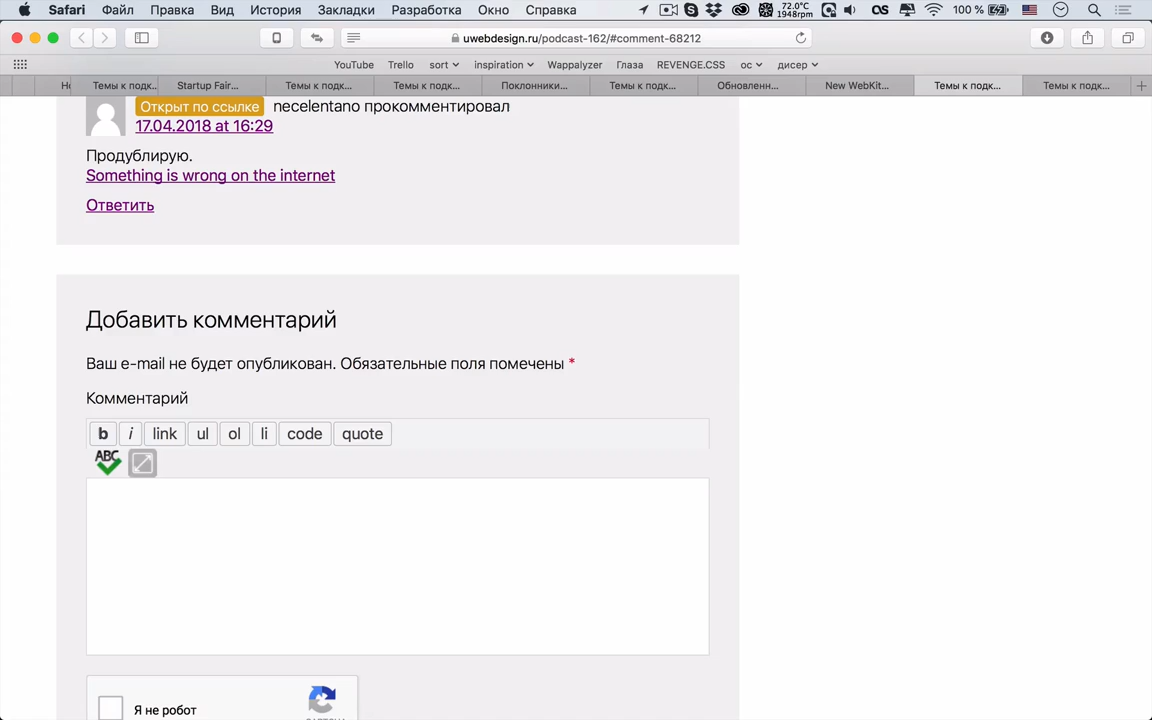 Safari Файл Правка Вид История Закладки Разработка Окно Справка 72.0°C 1948rpm 100 %
uwebdesign.ru/podcast-162/#comment-68212
YouTube Trello sort inspiration Wappalyzer Глаза REVENGE.CSS ос дисер
Но Темы к подк... Startup Fair... Темы к подк... Темы к подк... Поклонники... Темы к подк... Обновленн... New WebKit... Темы к подк... Темы к подк...
Открыт по ссылке necelentano прокомментировал
17.04.2018 at 16:29
Продублирую.
Something is wrong on the internet
Ответить
Добавить комментарий
Ваш e-mail не будет опубликован. Обязательные поля помечены *
Комментарий
b i link ul ol li code quote
ABC
Я не робот